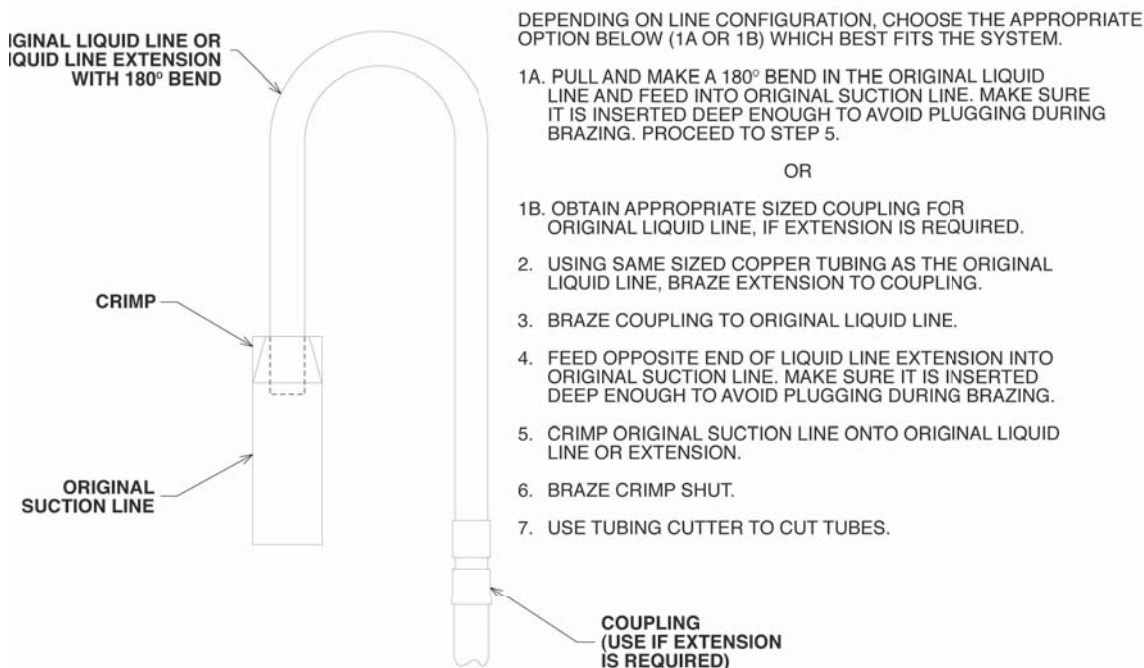 IGINAL LIQUID LINE OR
IQUID LINE EXTENSION
WITH 180º BEND
CRIMP
ORIGINAL
SUCTION LINE
COUPLING
(USE IF EXTENSION
IS REQUIRED)
DEPENDING ON LINE CONFIGURATION, CHOOSE THE APPROPRIATE
OPTION BELOW (1A OR 1B) WHICH BEST FITS THE SYSTEM.
1A. PULL AND MAKE A 180º BEND IN THE ORIGINAL LIQUID
LINE AND FEED INTO ORIGINAL SUCTION LINE. MAKE SURE
IT IS INSERTED DEEP ENOUGH TO AVOID PLUGGING DURING
BRAZING. PROCEED TO STEP 5.
OR
1B. OBTAIN APPROPRIATE SIZED COUPLING FOR
ORIGINAL LIQUID LINE, IF EXTENSION IS REQUIRED.
2. USING SAME SIZED COPPER TUBING AS THE ORIGINAL
LIQUID LINE, BRAZE EXTENSION TO COUPLING.
3. BRAZE COUPLING TO ORIGINAL LIQUID LINE.
4. FEED OPPOSITE END OF LIQUID LINE EXTENSION INTO
ORIGINAL SUCTION LINE. MAKE SURE IT IS INSERTED
DEEP ENOUGH TO AVOID PLUGGING DURING BRAZING.
5. CRIMP ORIGINAL SUCTION LINE ONTO ORIGINAL LIQUID
LINE OR EXTENSION.
6. BRAZE CRIMP SHUT.
7. USE TUBING CUTTER TO CUT TUBES.